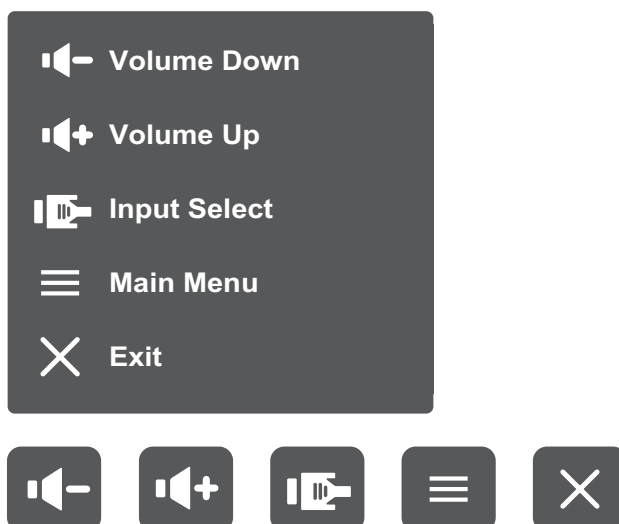 Volume Down
Volume Up
Input Select
Main Menu
Exit